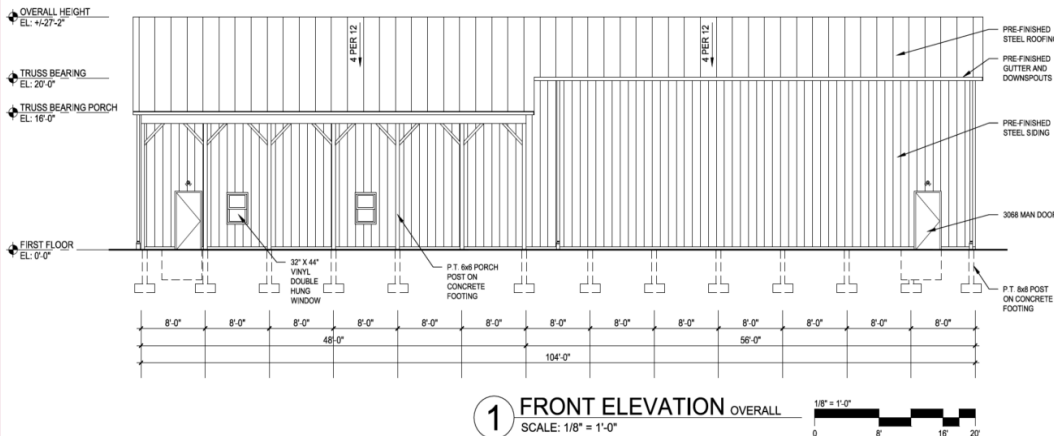 OVERALL HEIGHT
EL: +/-27'-2"
TRUSS BEARING
EL: 20'-0"
TRUSS BEARING PORCH
EL: 16'-0"
FIRST FLOOR
EL: 0'-0"
4 PER 12
4 PER 12
PRE-FINISHED
STEEL ROOFING
PRE-FINISHED
GUTTER AND
DOWNSPOUTS
PRE-FINISHED
STEEL SIDING
3068 MAN DOOR
P.T. 8x8 POST
ON CONCRETE
FOOTING
32" X 44"
VINYL
DOUBLE
HUNG
WINDOW
P.T. 6x6 PORCH
POST ON
CONCRETE
FOOTING
8'-0" 8'-0" 8'-0" 8'-0" 8'-0" 8'-0" 8'-0" 8'-0" 8'-0" 8'-0" 8'-0" 8'-0" 8'-0"
48'-0" 56'-0"
104'-0"
1 FRONT ELEVATION OVERALL
SCALE: 1/8" = 1'-0"
1/8" = 1'-0"
0 8' 16' 20'